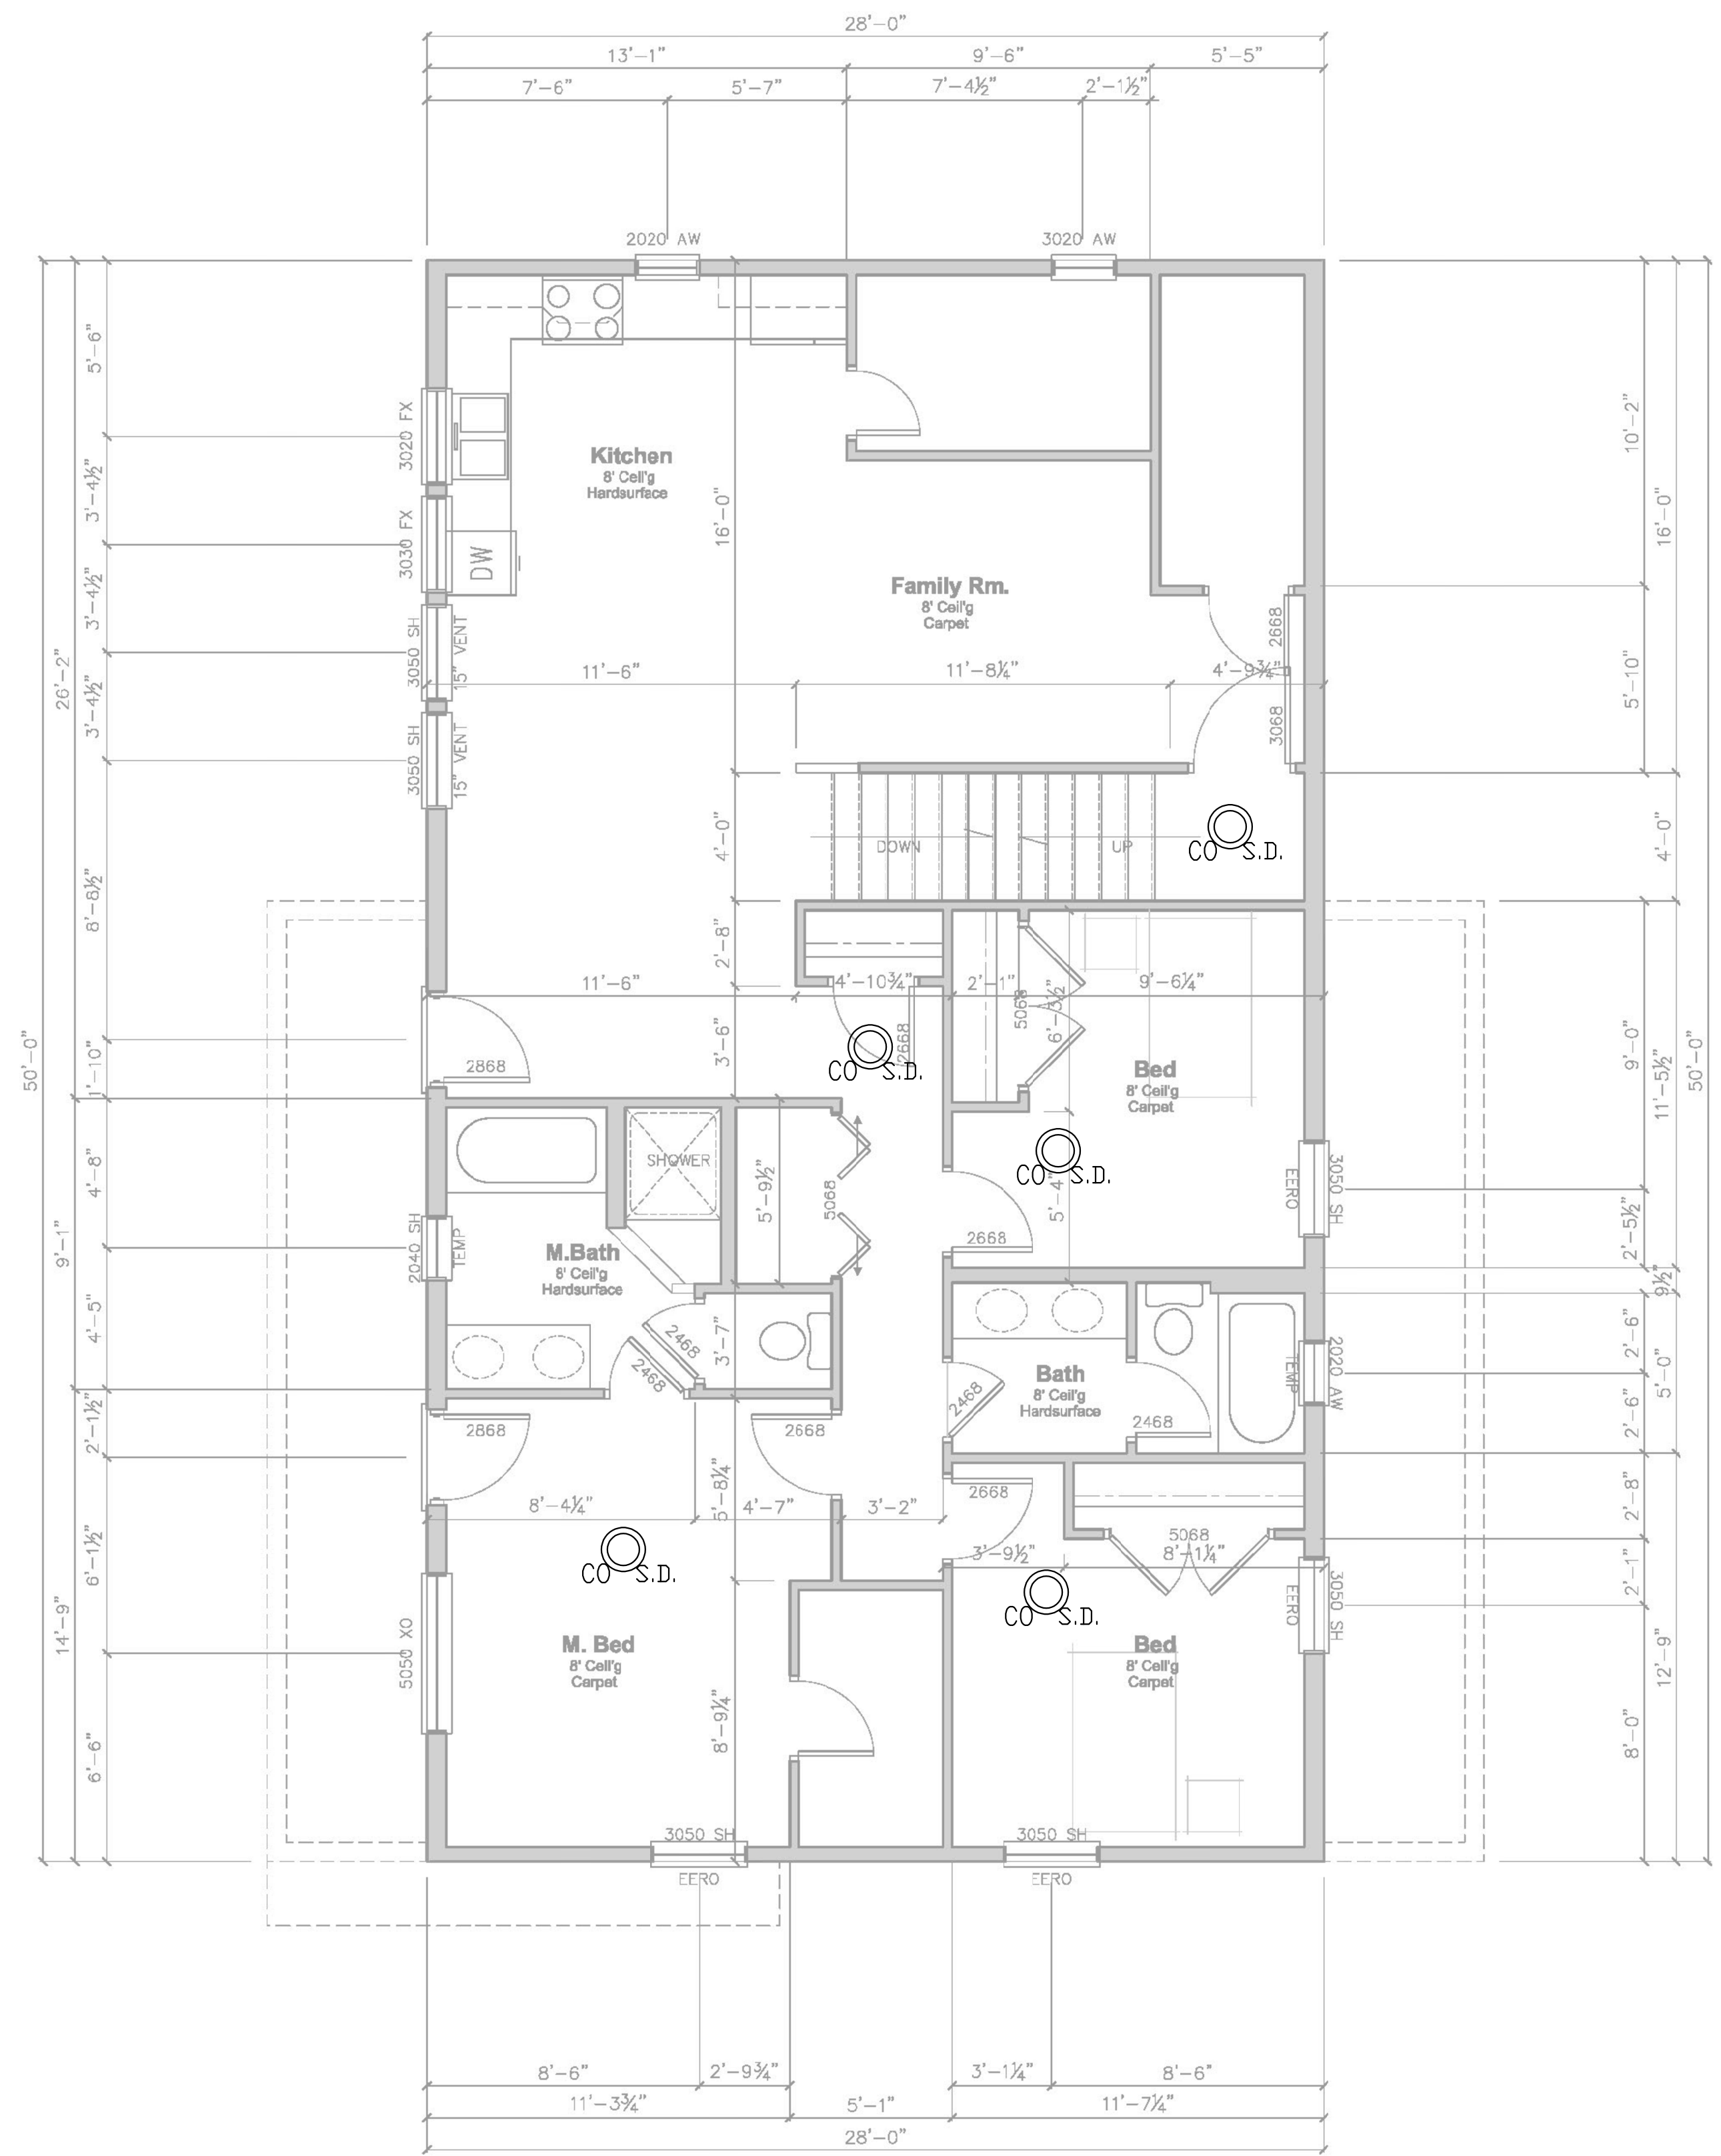 28'-0"
13'-1" 9'-6" 5'-5"
7'-6" 5'-7" 7'-4½" 2'-1½"
2020 AW 3020 AW
5'-6"
3'-4½"
3'-4½"
3'-4½"
8'-8½"
1'-10"
4'-8"
4'-5"
2'-1½"
6'-1½"
6'-6"
26'-2"
9'-1"
14'-9"
50'-0"
3020 FX
3030 FX
3050 SH
15" VENT
3050 SH
15" VENT
Kitchen
8' Ceil'g
Hardsurface
DW
16'-0"
Family Rm.
8' Ceil'g
Carpet
11'-6" 11'-8¼" 4'-9¾"
2668
3068
DOWN UP
CO S.D.
4'-0"
2'-8"
11'-6" 4'-10¾" 2'-1" 9'-6¼"
5068
6'-3½"
2668
CO S.D.
3'-6"
2868
Bed
8' Ceil'g
Carpet
CO S.D.
5'-4"
2668
3050 SH
EERO
SHOWER
5'-9½"
5068
2040 SH
TEMP
M.Bath
8' Ceil'g
Hardsurface
2468
2468
3'-7"
Bath
8' Ceil'g
Hardsurface
2468
2468
2020 AW
TEMP
2868
2668
2668
8'-4¼" 4'-7" 3'-2"
5'-8¼"
5068
3'-9½" 8'-1¼"
CO S.D.
CO S.D.
3050 SH
EERO
5050 XO
M. Bed
8' Ceil'g
Carpet
Bed
8' Ceil'g
Carpet
8'-9¼"
3050 SH 3050 SH
EERO EERO
10'-2"
5'-10"
16'-0"
4'-0"
9'-0"
11'-5½"
50'-0"
2'-5½"
9½"
2'-6"
5'-0"
2'-6"
2'-8"
2'-1"
12'-9"
8'-0"
8'-6" 2'-9¾" 3'-1¼" 8'-6"
11'-3¾" 5'-1" 11'-7¼"
28'-0"